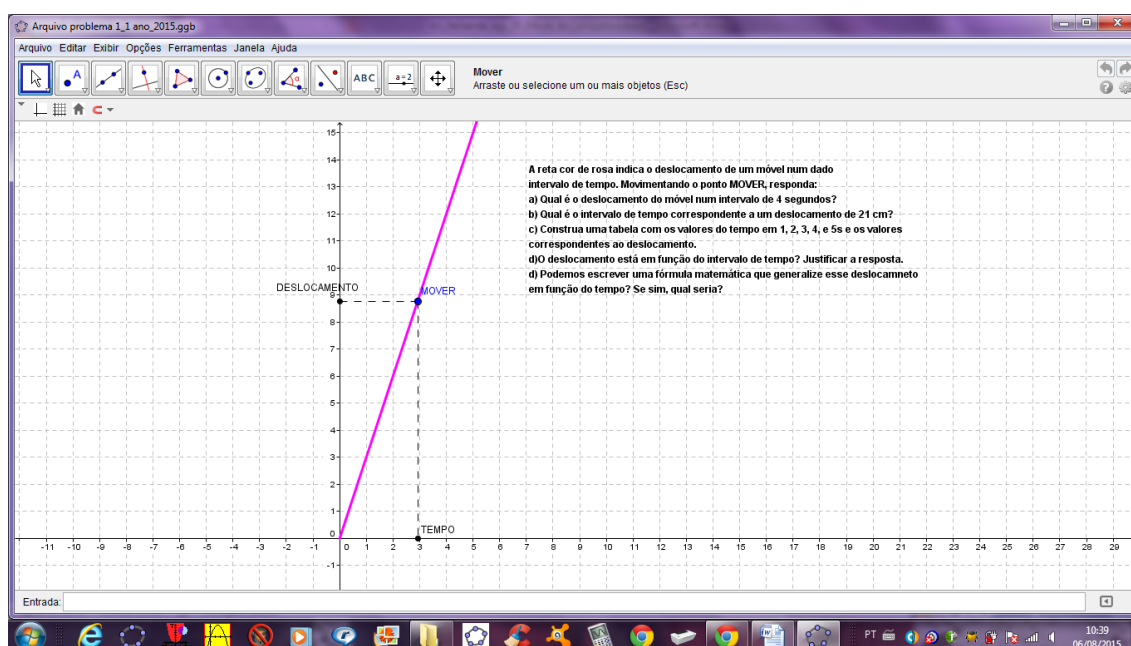 Arquivo problema 1_1 ano_2015.ggb
Arquivo Editar Exibir Opções Ferramentas Janela Ajuda
A
ABC
a=2
Mover
Arraste ou selecione um ou mais objetos (Esc)
A reta cor de rosa indica o deslocamento de um móvel num dado
intervalo de tempo. Movimentando o ponto MOVER, responda:
a) Qual é o deslocamento do móvel num intervalo de 4 segundos?
b) Qual é o intervalo de tempo correspondente a um deslocamento de 21 cm?
c) Construa uma tabela com os valores do tempo em 1, 2, 3, 4, e 5s e os valores
correspondentes ao deslocamento.
d)O deslocamento está em função do intervalo de tempo? Justificar a resposta.
d) Podemos escrever uma fórmula matemática que generalize esse deslocamneto
em função do tempo? Se sim, qual seria?
15
14
13
12
11
10
DESLOCAMENTO
9
MOVER
8
7
6
5
4
3
2
1
0
TEMPO
-11 -10 -9 -8 -7 -6 -5 -4 -3 -2 -1 0 1 2 3 4 5 6 7 8 9 10 11 12 13 14 15 16 17 18 19 20 21 22 23 24 25 26 27 28 29
-1
Entrada:
PT
10:39
06/08/2015